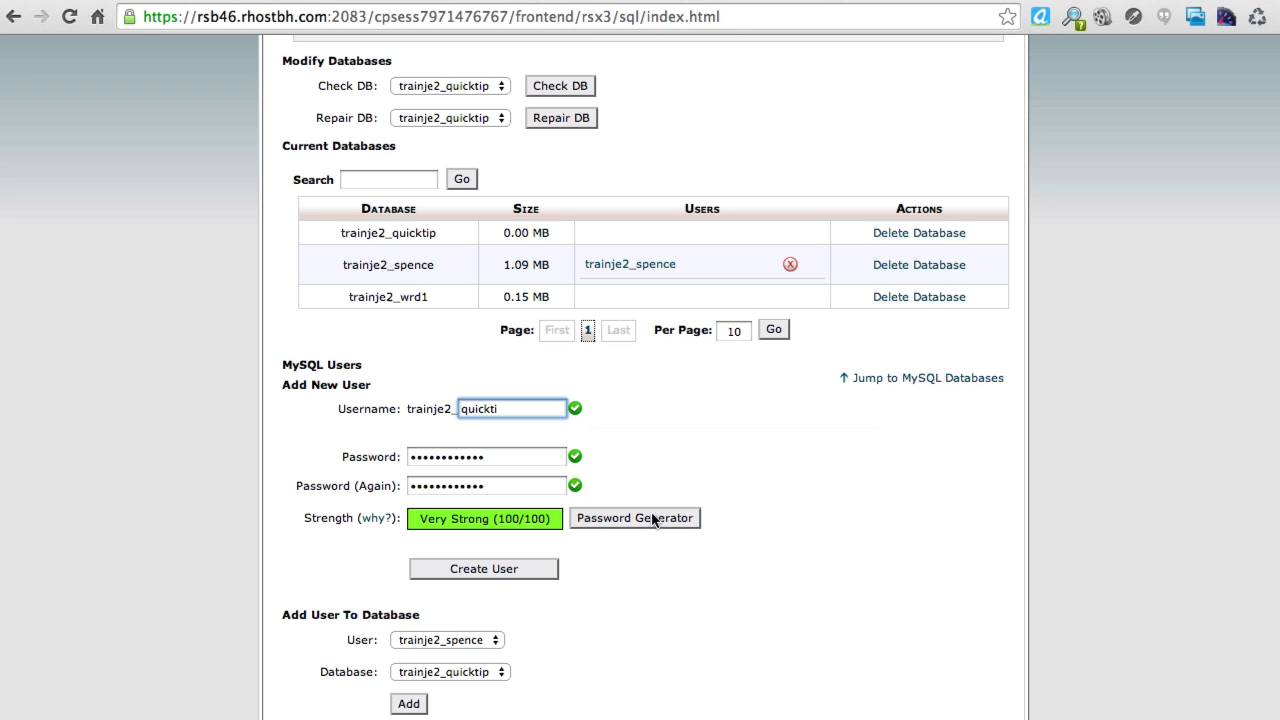 https://rsb46.rhostbh.com:2083/cpsess7971476767/frontend/rsx3/sql/index.html
Modify Databases
Check DB: trainje2_quicktip Check DB
Repair DB: trainje2_quicktip Repair DB
Current Databases
Search Go
Database Size Users Actions
trainje2_quicktip 0.00 MB Delete Database
trainje2_spence 1.09 MB trainje2_spence Delete Database
trainje2_wrd1 0.15 MB Delete Database
Page: First 1 Last Per Page: 10 Go
MySQL Users
Jump to MySQL Databases
Add New User
Username: trainje2_ quickti
Password: ••••••••••••
Password (Again): ••••••••••••
Strength (why?): Very Strong (100/100) Password Generator
Create User
Add User To Database
User: trainje2_spence
Database: trainje2_quicktip
Add